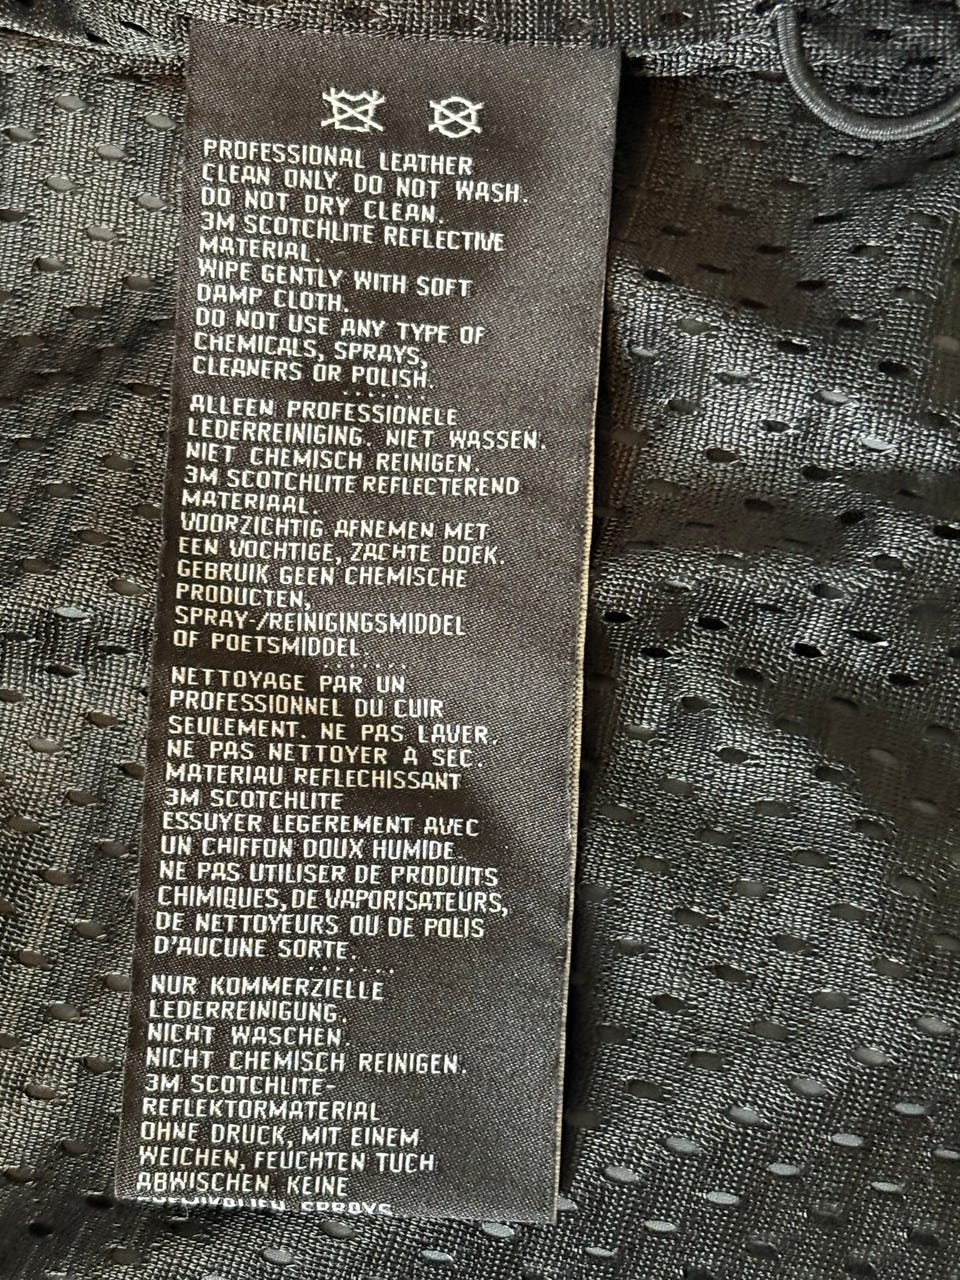 PROFESSIONAL LEATHER
CLEAN ONLY. DO NOT WASH.
DO NOT DRY CLEAN.
3M SCOTCHLITE REFLECTIVE
MATERIAL.
WIPE GENTLY WITH SOFT
DAMP CLOTH.
DO NOT USE ANY TYPE OF
CHEMICALS, SPRAYS,
CLEANERS OR POLISH.
ALLEEN PROFESSIONELE
LEDERREINIGING. NIET WASSEN.
NIET CHEMISCH REINIGEN.
3M SCOTCHLITE REFLECTEREND
MATERIAAL.
VOORZICHTIG AFNEMEN MET
EEN VOCHTIGE, ZACHTE DOEK.
GEBRUIK GEEN CHEMISCHE
PRODUCTEN,
SPRAY-/REINIGINGSMIDDEL
OF POETSMIDDEL.
NETTOYAGE PAR UN
PROFESSIONNEL DU CUIR
SEULEMENT. NE PAS LAVER.
NE PAS NETTOYER A SEC.
MATERIAU REFLECHISSANT
3M SCOTCHLITE
ESSUYER LEGEREMENT AVEC
UN CHIFFON DOUX HUMIDE.
NE PAS UTILISER DE PRODUITS
CHIMIQUES, DE VAPORISATEURS,
DE NETTOYEURS OU DE POLIS
D'AUCUNE SORTE.
NUR KOMMERZIELLE
LEDERREINIGUNG.
NICHT WASCHEN.
NICHT CHEMISCH REINIGEN.
3M SCOTCHLITE-
REFLEKTORMATERIAL
OHNE DRUCK, MIT EINEM
WEICHEN, FEUCHTEN TUCH
ABWISCHEN. KEINE
CHEMIKALIEN, SPRAYS,